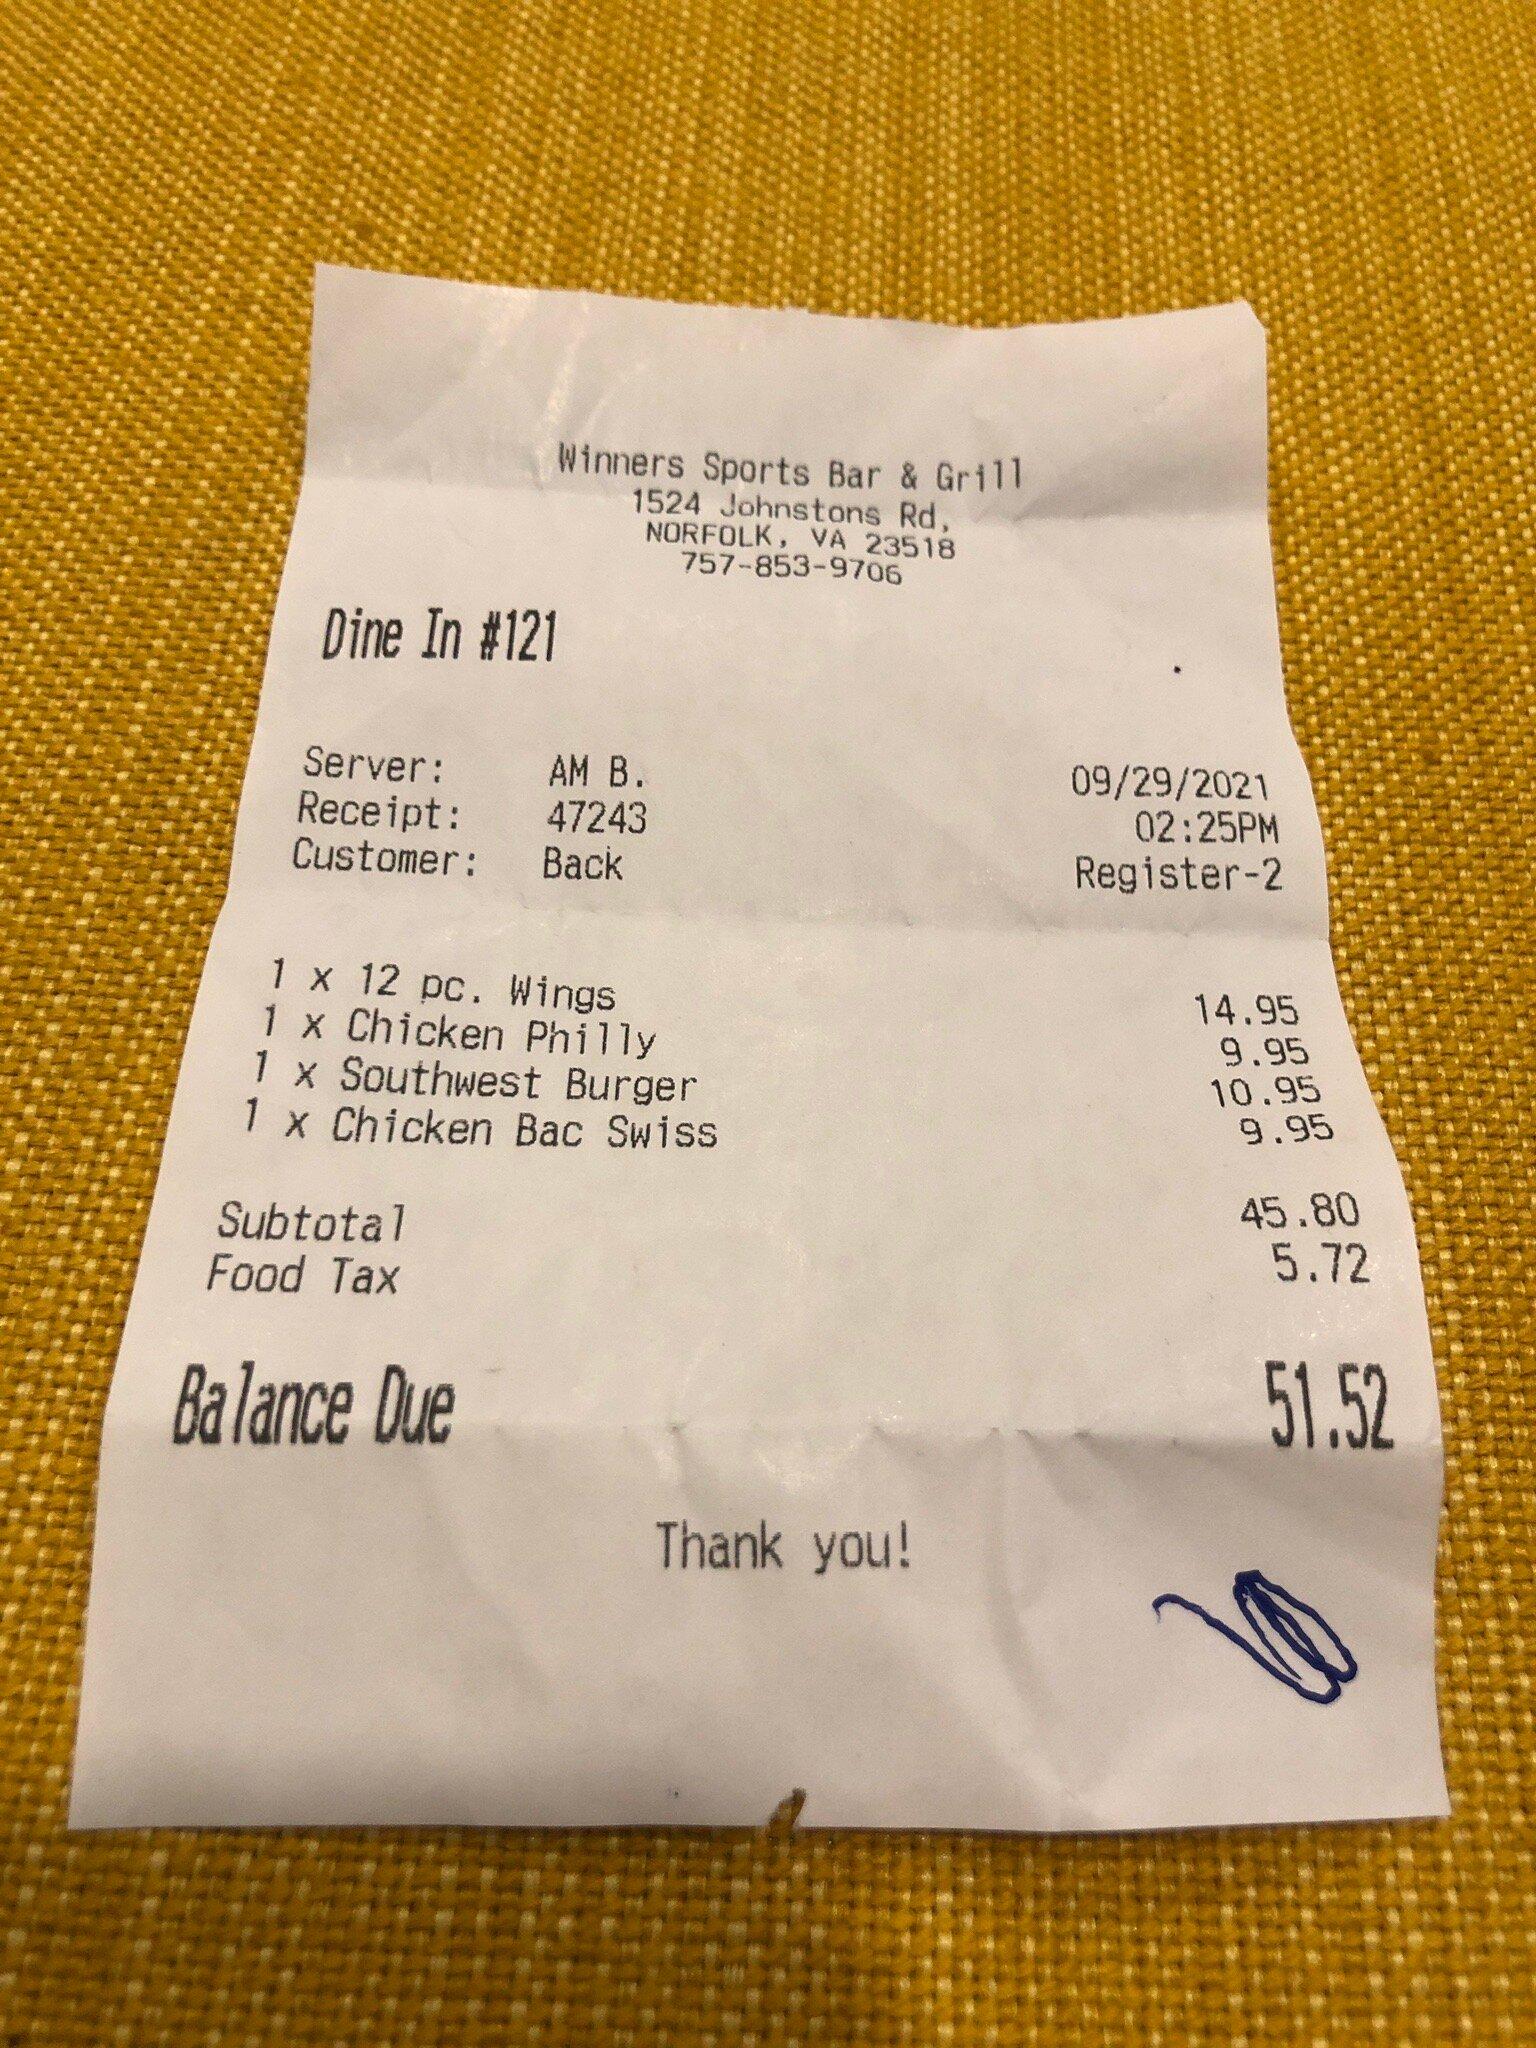 Winners Sports Bar & Grill
1524 Johnstons Rd,
NORFOLK, VA 23518
757-853-9706
Dine In #121
Server: AM B. 09/29/2021
Receipt: 47243 02:25PM
Customer: Back Register-2
1 x 12 pc. Wings 14.95
1 x Chicken Philly 9.95
1 x Southwest Burger 10.95
1 x Chicken Bac Swiss 9.95
Subtotal 45.80
Food Tax 5.72
Balance Due 51.52
Thank you!